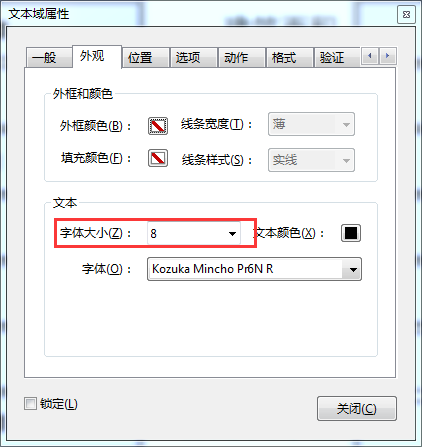 文本域属性
一般 外观 位置 选项 动作 格式 验证
外框和颜色
外框颜色(B): 线条宽度(T): 薄
填充颜色(F): 线条样式(S): 实线
文本
字体大小(Z): 8 文本颜色(X):
字体(O): Kozuka Mincho Pr6N R
锁定(L)
关闭(C)